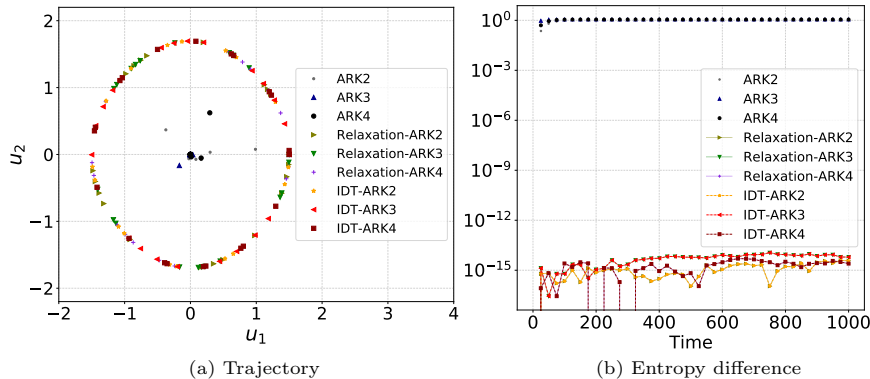 2
1
0
−1
−2
u₂
−2
−1
0
1
2
3
4
u₁
ARK2
ARK3
ARK4
Relaxation-ARK2
Relaxation-ARK3
Relaxation-ARK4
IDT-ARK2
IDT-ARK3
IDT-ARK4
(a) Trajectory
10⁰
10⁻³
10⁻⁶
10⁻⁹
10⁻¹²
10⁻¹⁵
0
200
400
600
800
1000
Time
ARK2
ARK3
ARK4
Relaxation-ARK2
Relaxation-ARK3
Relaxation-ARK4
IDT-ARK2
IDT-ARK3
IDT-ARK4
(b) Entropy difference